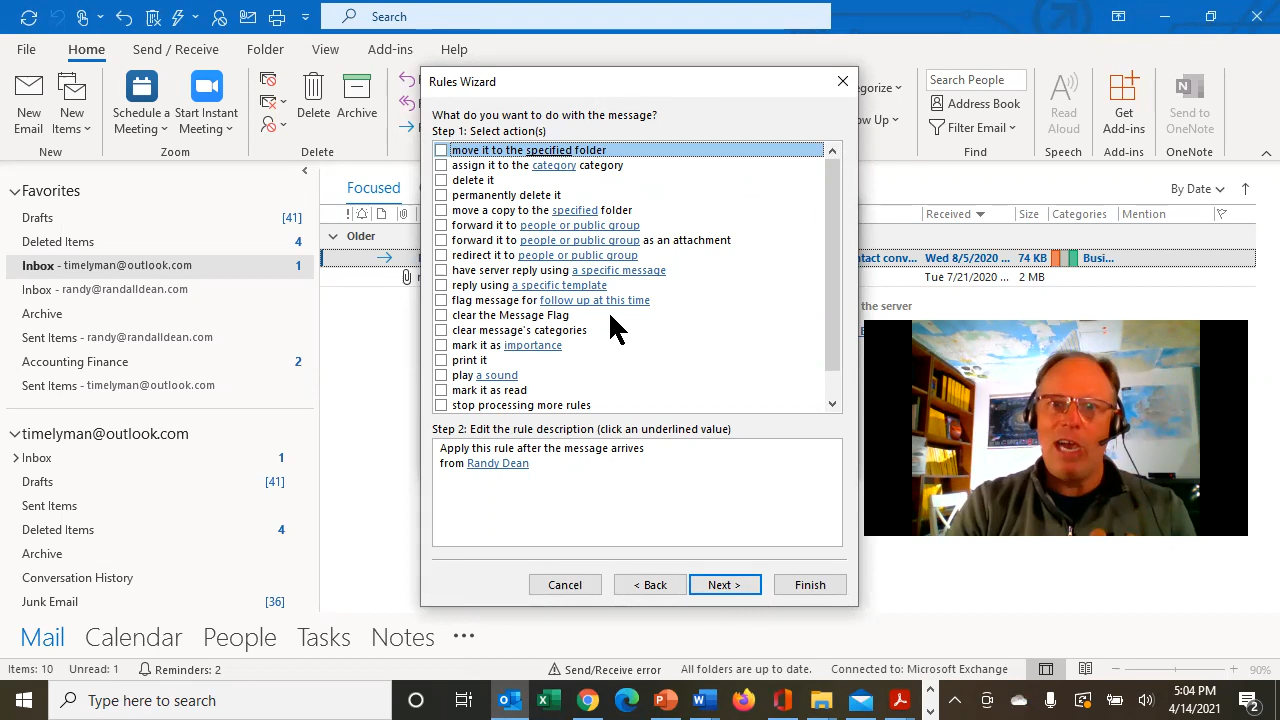 Search
File Home Send / Receive Folder View Add-ins Help
New Email
New Items
Schedule a Meeting
Start Instant Meeting
Delete
Archive
Search People
Address Book
Filter Email
Read Aloud
Get Add-ins
Send to OneNote
New
Zoom
Delete
Find
Speech
Add-ins
OneNote
Favorites
Drafts [41]
Deleted Items 4
Inbox - timelyman@outlook.com 1
Inbox - randy@randalldean.com
Archive
Sent Items - randy@randalldean.com
Accounting Finance 2
Sent Items - timelyman@outlook.com
timelyman@outlook.com
Inbox 1
Drafts [41]
Sent Items
Deleted Items 4
Archive
Conversation History
Junk Email [36]
Focused
By Date
Received Size Categories Mention
Older
ntact conv... Wed 8/5/2020 74 KB Busi...
Tue 7/21/2020 2 MB
the server
Rules Wizard
What do you want to do with the message?
Step 1: Select action(s)
move it to the specified folder
assign it to the category category
delete it
permanently delete it
move a copy to the specified folder
forward it to people or public group
forward it to people or public group as an attachment
redirect it to people or public group
have server reply using a specific message
reply using a specific template
flag message for follow up at this time
clear the Message Flag
clear message's categories
mark it as importance
print it
play a sound
mark it as read
stop processing more rules
Step 2: Edit the rule description (click an underlined value)
Apply this rule after the message arrives
from Randy Dean
Cancel < Back Next > Finish
Mail Calendar People Tasks Notes
Items: 10 Unread: 1 Reminders: 2 Send/Receive error All folders are up to date. Connected to: Microsoft Exchange 90%
Type here to search
5:04 PM
4/14/2021
2